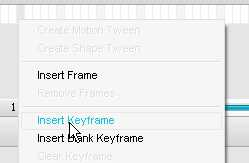 Create Motion Tween
Create Shape Tween
Insert Frame
Remove Frames
1
Insert Keyframe
Insert Blank Keyframe
Clear Keyframe